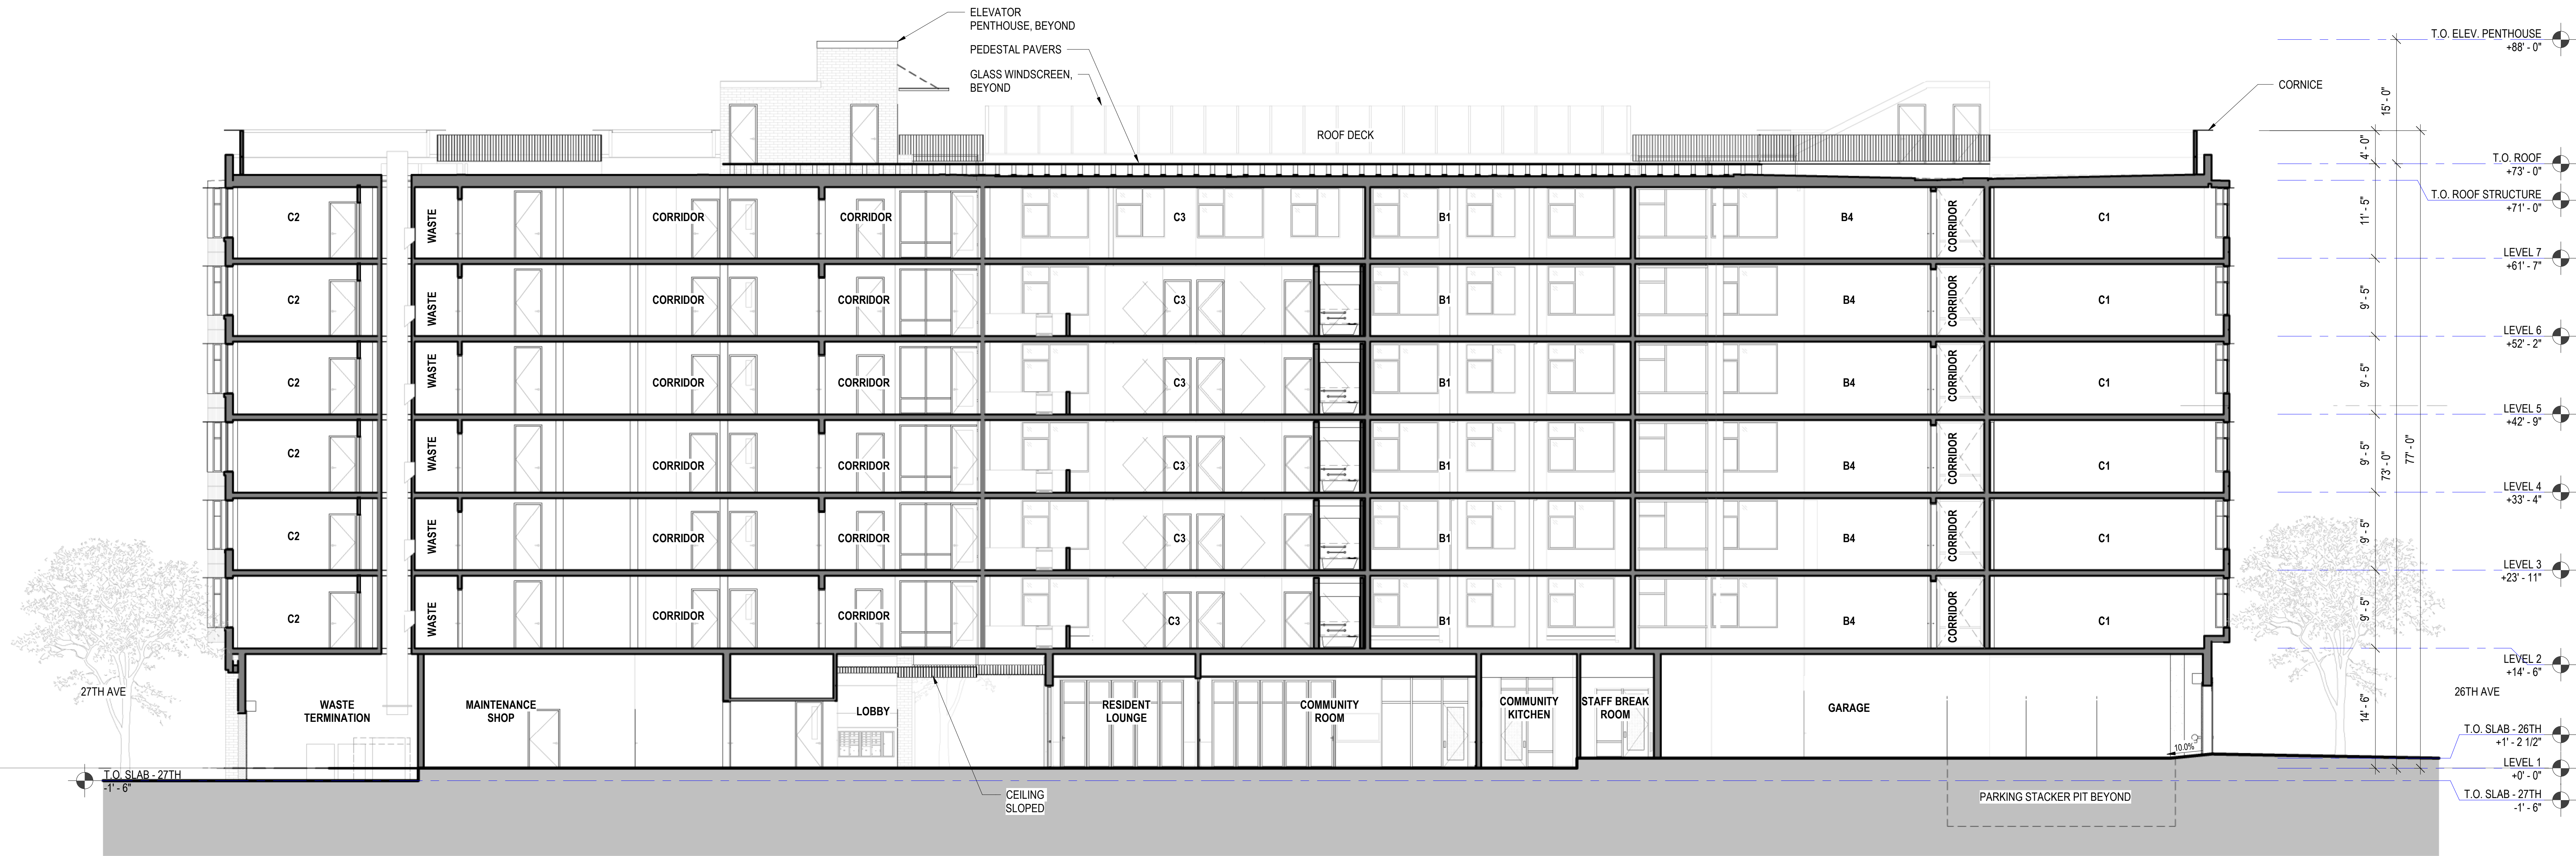 ELEVATOR
PENTHOUSE, BEYOND
PEDESTAL PAVERS
GLASS WINDSCREEN,
BEYOND
ROOF DECK
CORNICE
T.O. ELEV. PENTHOUSE
+88' - 0"
15' - 0"
4' - 0"
T.O. ROOF
+73' - 0"
T.O. ROOF STRUCTURE
+71' - 0"
11' - 5"
C2 WASTE CORRIDOR CORRIDOR C3 B1 B4 CORRIDOR C1
LEVEL 7
+61' - 7"
9' - 5"
C2 WASTE CORRIDOR CORRIDOR C3 B1 B4 CORRIDOR C1
LEVEL 6
+52' - 2"
9' - 5"
C2 WASTE CORRIDOR CORRIDOR C3 B1 B4 CORRIDOR C1
LEVEL 5
+42' - 9"
9' - 5"
73' - 0"
77' - 0"
C2 WASTE CORRIDOR CORRIDOR C3 B1 B4 CORRIDOR C1
LEVEL 4
+33' - 4"
9' - 5"
C2 WASTE CORRIDOR CORRIDOR C3 B1 B4 CORRIDOR C1
LEVEL 3
+23' - 11"
9' - 5"
C2 WASTE CORRIDOR CORRIDOR C3 B1 B4 CORRIDOR C1
LEVEL 2
+14' - 6"
14' - 6"
27TH AVE
26TH AVE
WASTE
TERMINATION
MAINTENANCE
SHOP
LOBBY
RESIDENT
LOUNGE
COMMUNITY
ROOM
COMMUNITY
KITCHEN
STAFF BREAK
ROOM
GARAGE
10.0%
T.O. SLAB - 26TH
+1' - 2 1/2"
LEVEL 1
+0' - 0"
T.O. SLAB - 27TH
-1' - 6"
T.O. SLAB - 27TH
-1' - 6"
CEILING
SLOPED
PARKING STACKER PIT BEYOND